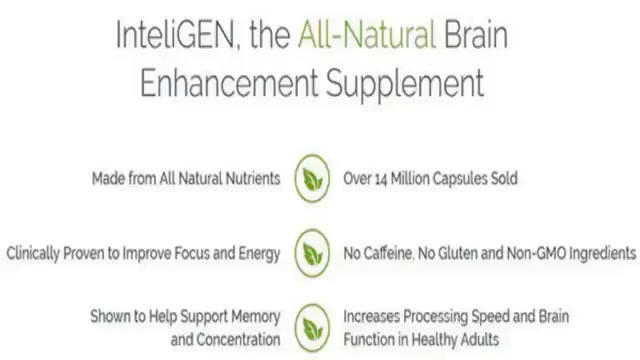 InteliGEN, the All-Natural Brain
Enhancement Supplement
Made from All Natural Nutrients
Over 14 Million Capsules Sold
Clinically Proven to Improve Focus and Energy
No Caffeine, No Gluten and Non-GMO Ingredients
Shown to Help Support Memory
and Concentration
Increases Processing Speed and Brain
Function in Healthy Adults